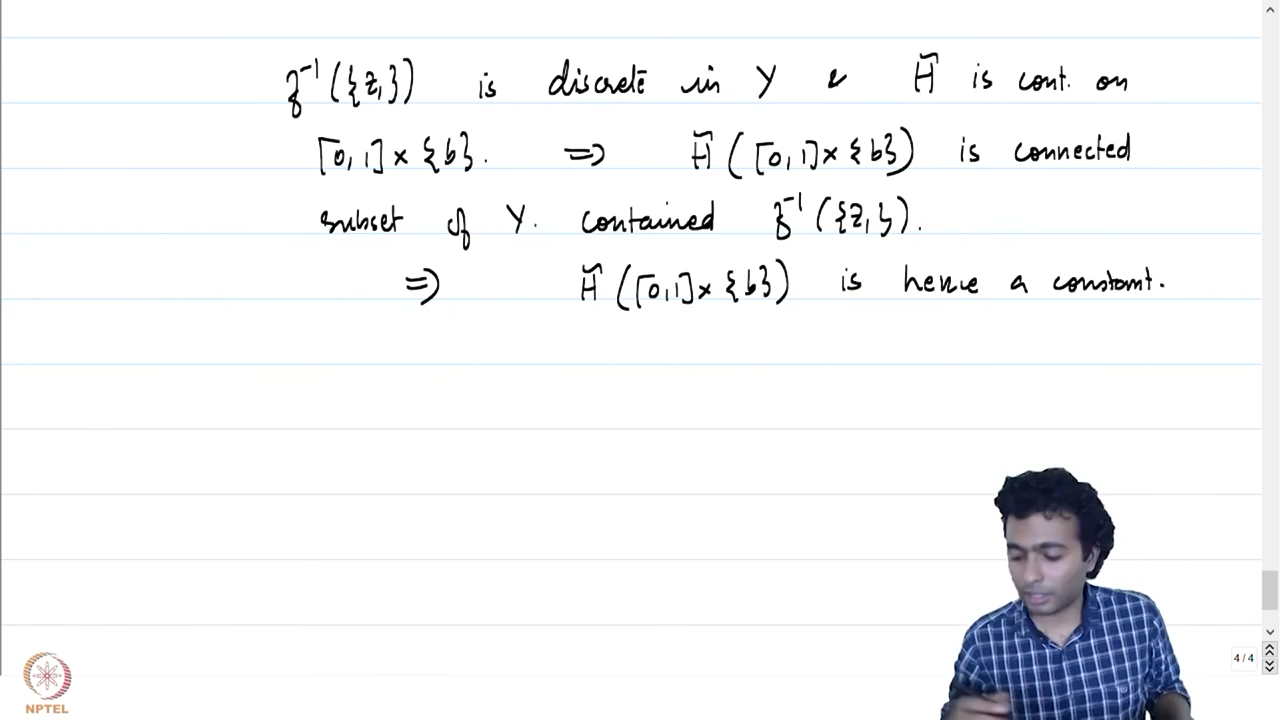 q⁻¹({z₁}) is discrete in Y & H̃ is cont. on
[0,1]×{b}. ⇒ H̃([0,1]×{b}) is connected
subset of Y. contained q⁻¹({z₁}).
⇒ H̃([0,1]×{b}) is hence a constant.
4 / 4
NPTEL